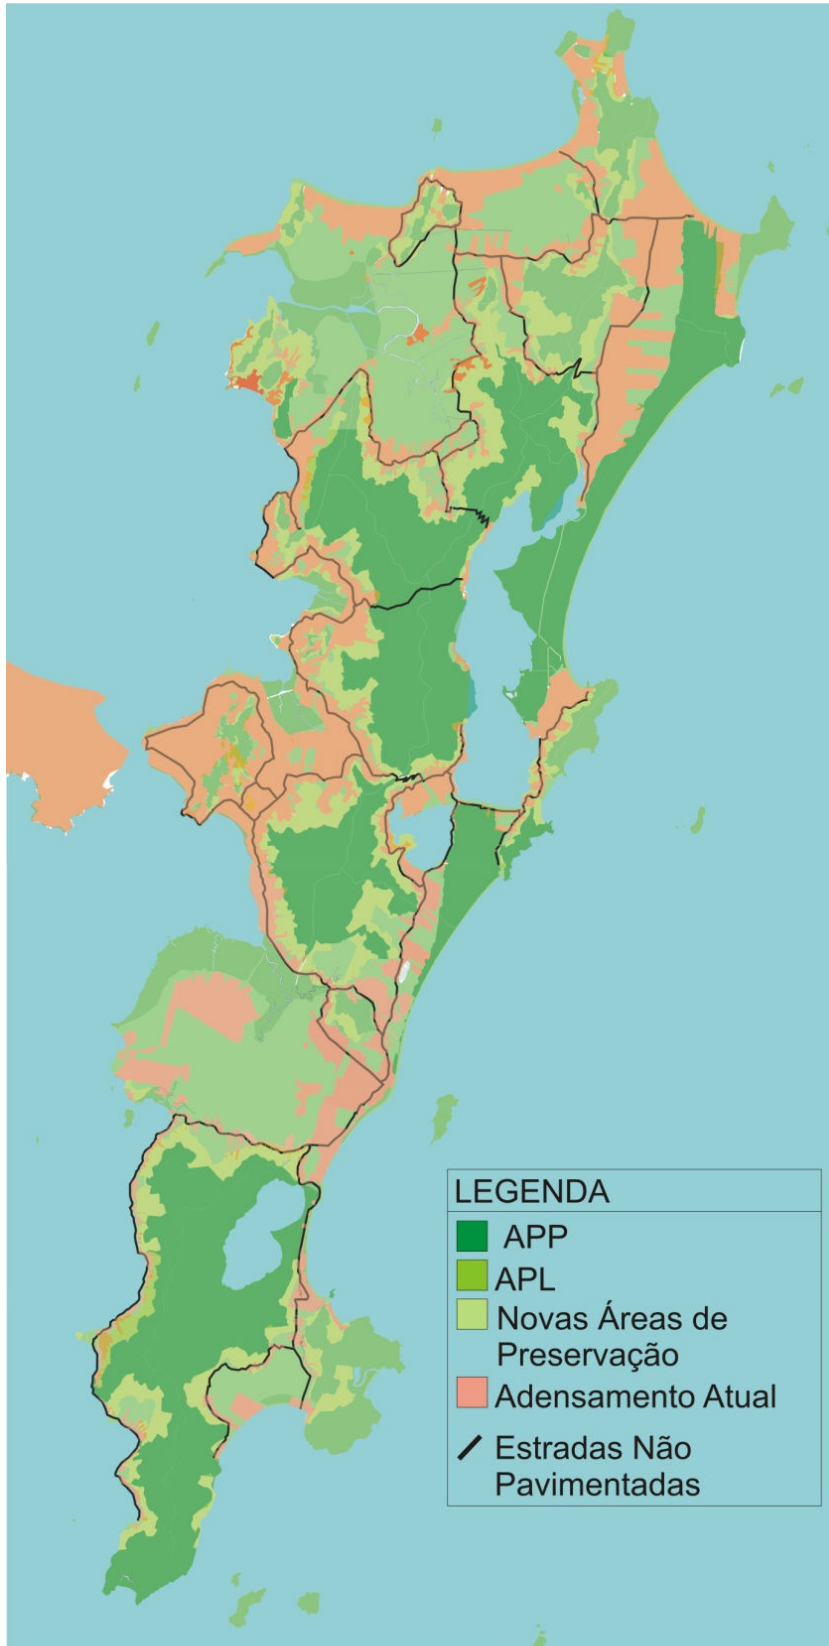 LEGENDA
APP
APL
Novas Áreas de
Preservação
Adensamento Atual
Estradas Não
Pavimentadas